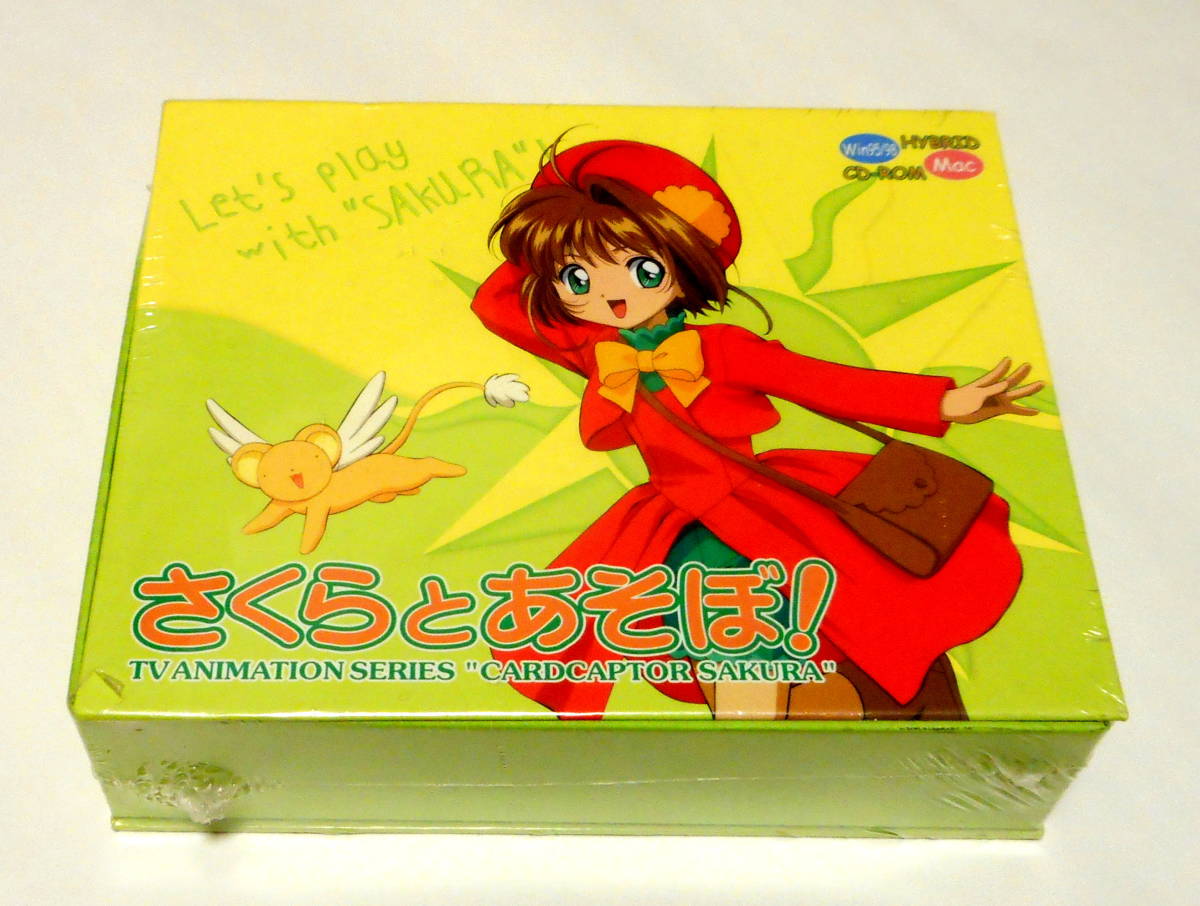 Let's play
with "SAKURA"!
Win95/98 HYBRID
CD-ROM Mac
さくらとあそぼ!
TV ANIMATION SERIES "CARDCAPTOR SAKURA"